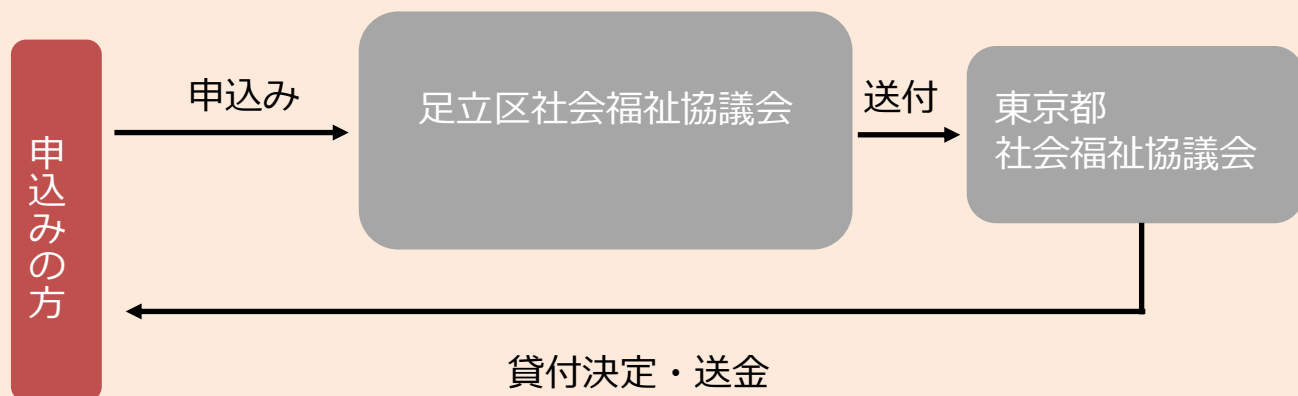 申込みの方
申込み
足立区社会福祉協議会
送付
東京都
社会福祉協議会
貸付決定・送金